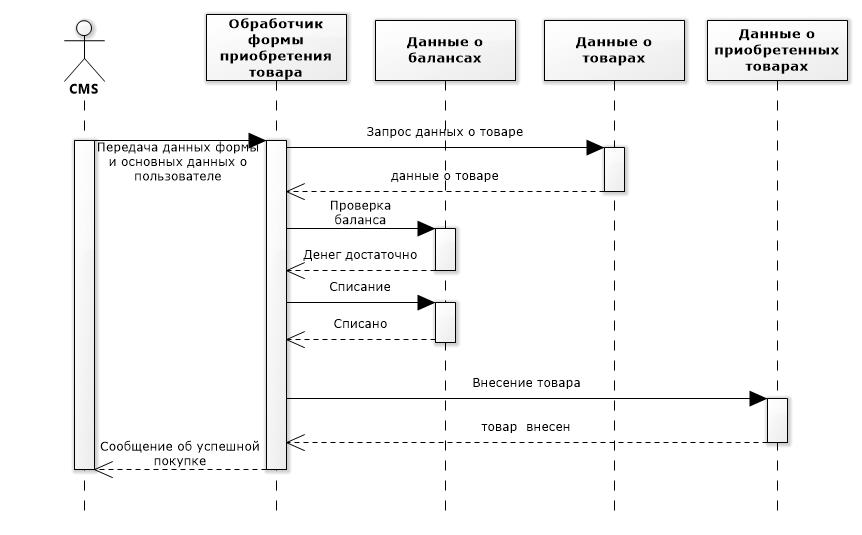 Обработчик
формы
приобретения
товара
Данные о
балансах
Данные о
товарах
Данные о
приобретенных
товарах
CMS
Передача данных формы
и основных данных о
пользователе
Запрос данных о товаре
данные о товаре
Проверка
баланса
Денег достаточно
Списание
Списано
Внесение товара
товар внесен
Сообщение об успешной
покупке